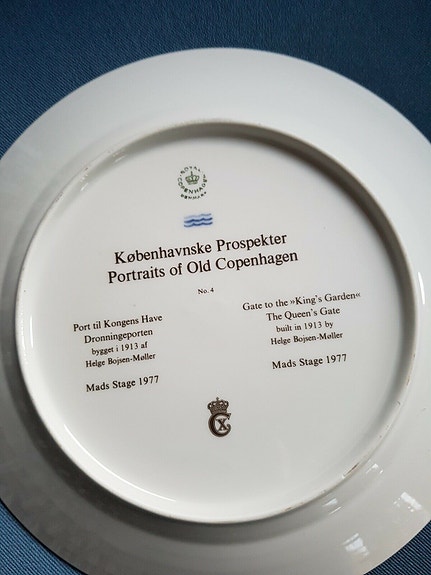 ROYAL
COPENHAGEN
DENMARK
Københavnske Prospekter
Portraits of Old Copenhagen
No. 4
Port til Kongens Have
Dronningeporten
bygget i 1913 af
Helge Bojsen-Møller
Mads Stage 1977
Gate to the »King's Garden«
The Queen's Gate
built in 1913 by
Helge Bojsen-Møller
Mads Stage 1977
CX